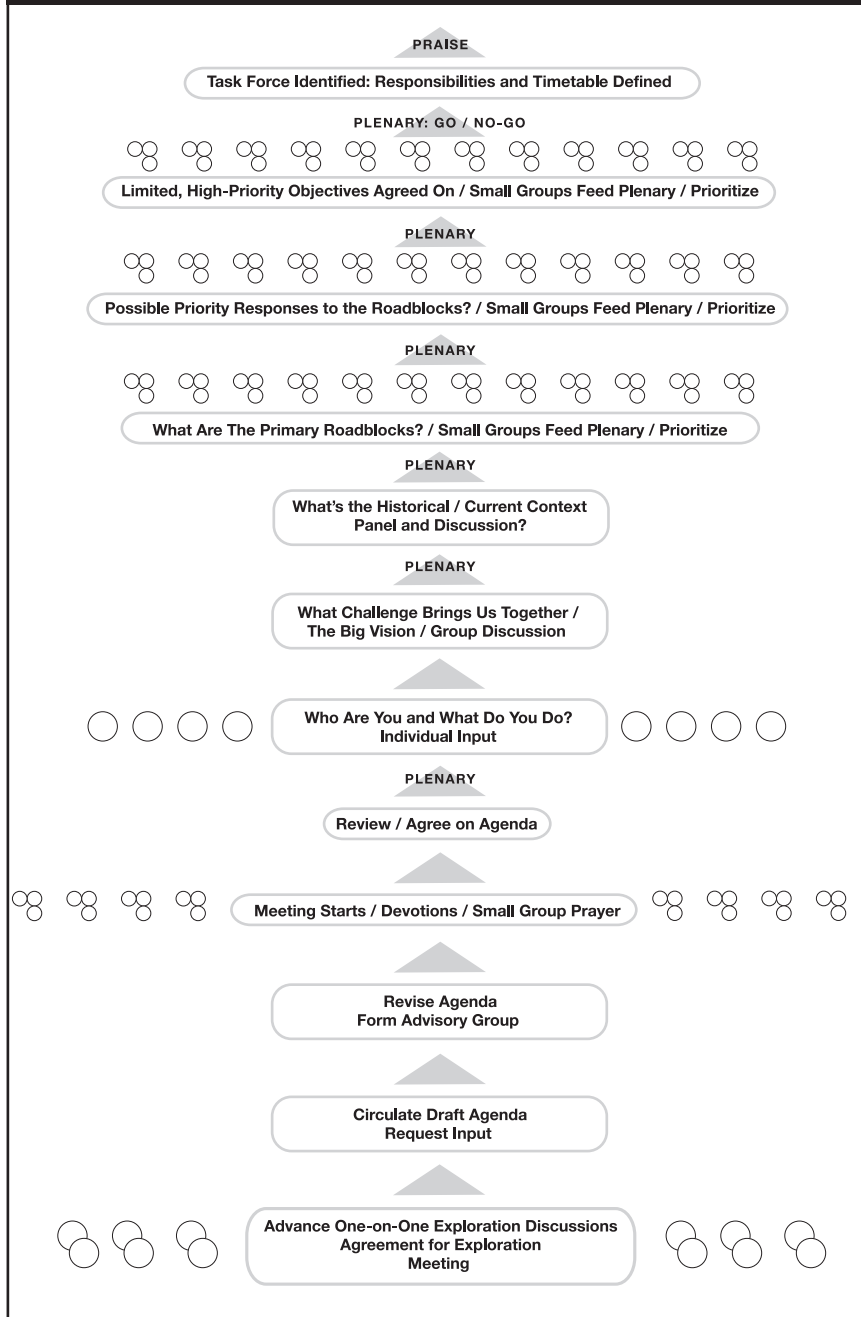 PRAISE
Task Force Identified: Responsibilities and Timetable Defined
PLENARY: GO / NO-GO
Limited, High-Priority Objectives Agreed On / Small Groups Feed Plenary / Prioritize
PLENARY
Possible Priority Responses to the Roadblocks? / Small Groups Feed Plenary / Prioritize
PLENARY
What Are The Primary Roadblocks? / Small Groups Feed Plenary / Prioritize
PLENARY
What's the Historical / Current Context
Panel and Discussion?
PLENARY
What Challenge Brings Us Together /
The Big Vision / Group Discussion
Who Are You and What Do You Do?
Individual Input
PLENARY
Review / Agree on Agenda
Meeting Starts / Devotions / Small Group Prayer
Revise Agenda
Form Advisory Group
Circulate Draft Agenda
Request Input
Advance One-on-One Exploration Discussions
Agreement for Exploration
Meeting